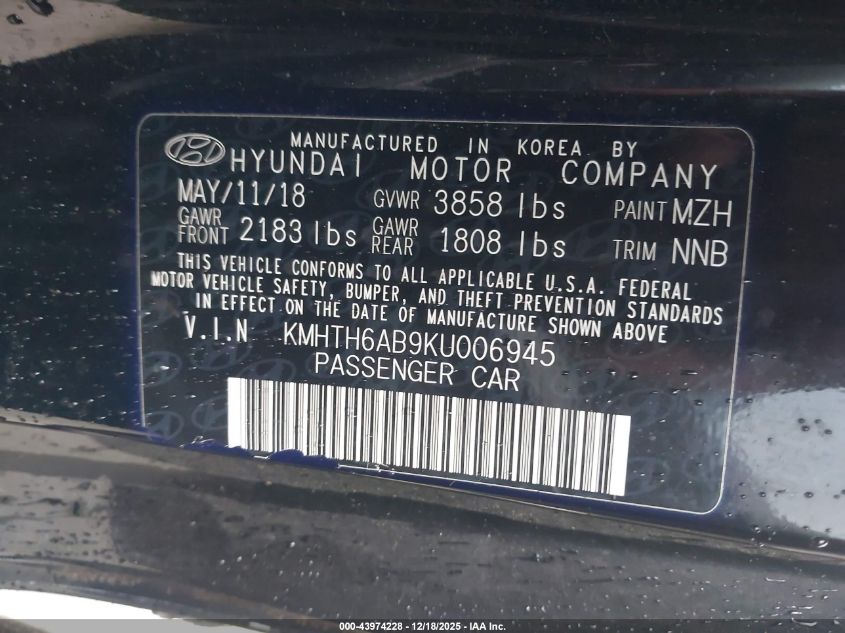 MANUFACTURED IN KOREA BY
HYUNDAI MOTOR COMPANY
MAY/11/18 GVWR 3858 lbs PAINT MZH
GAWR FRONT 2183 lbs GAWR REAR 1808 lbs TRIM NNB
THIS VEHICLE CONFORMS TO ALL APPLICABLE U.S.A. FEDERAL
MOTOR VEHICLE SAFETY, BUMPER, AND THEFT PREVENTION STANDARDS
IN EFFECT ON THE DATE OF MANUFACTURE SHOWN ABOVE
V.I.N KMHTH6AB9KU006945
PASSENGER CAR
000-43974228 - 12/18/2025 - IAA Inc.